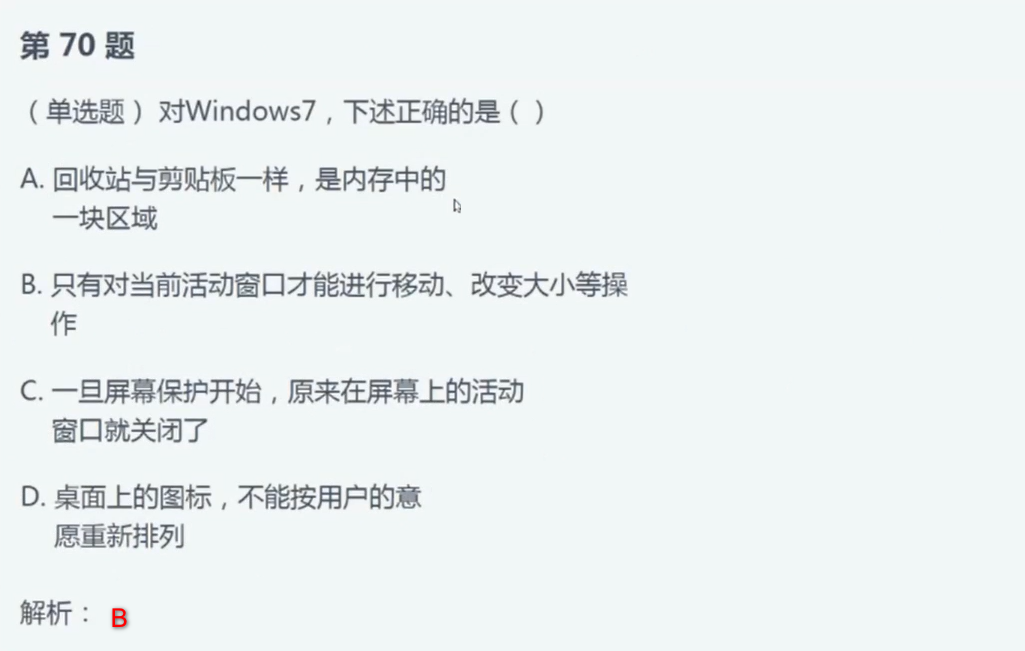 第 70 题
（单选题）对Windows7，下述正确的是（ ）
A. 回收站与剪贴板一样，是内存中的
一块区域
B. 只有对当前活动窗口才能进行移动、改变大小等操
作
C. 一旦屏幕保护开始，原来在屏幕上的活动
窗口就关闭了
D. 桌面上的图标，不能按用户的意
愿重新排列
解析： B